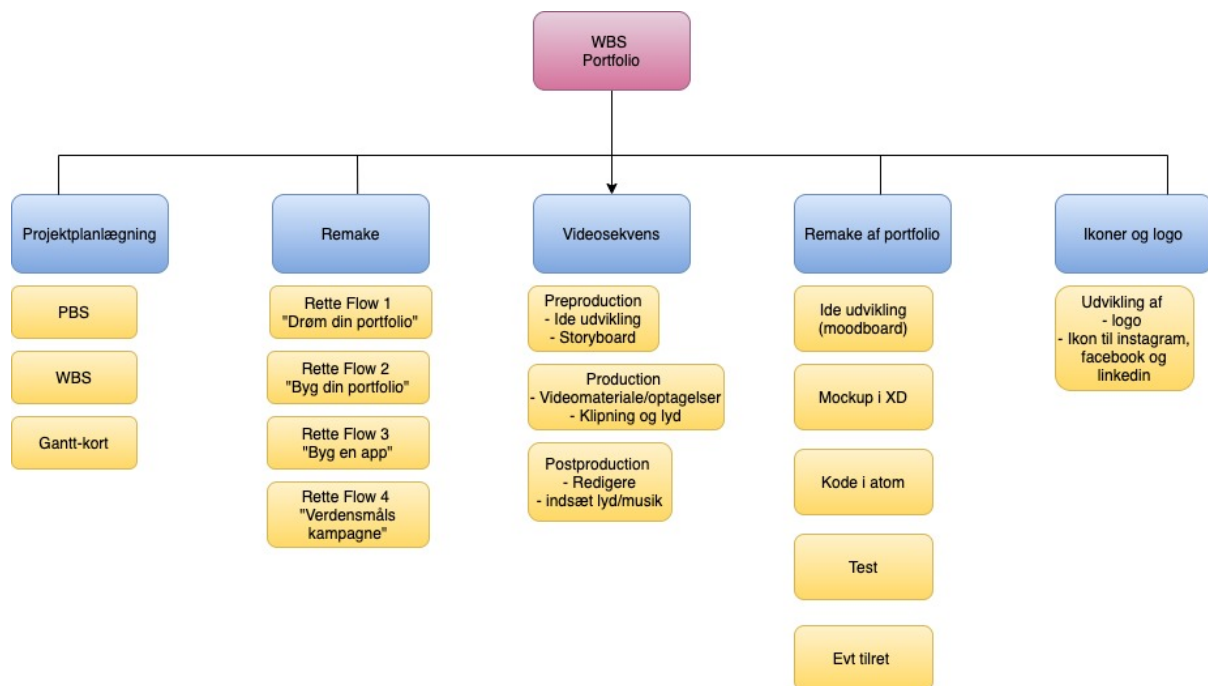 WBS
Portfolio
Projektplanlægning
PBS
WBS
Gantt-kort
Remake
Rette Flow 1
"Drøm din portfolio"
Rette Flow 2
"Byg din portfolio"
Rette Flow 3
"Byg en app"
Rette Flow 4
"Verdensmåls
kampagne"
Videosekvens
Preproduction
- Ide udvikling
- Storyboard
Production
- Videomateriale/optagelser
- Klipning og lyd
Postproduction
- Redigere
- indsæt lyd/musik
Remake af portfolio
Ide udvikling
(moodboard)
Mockup i XD
Kode i atom
Test
Evt tilret
Ikoner og logo
Udvikling af
- logo
- Ikon til instagram,
facebook og
linkedin